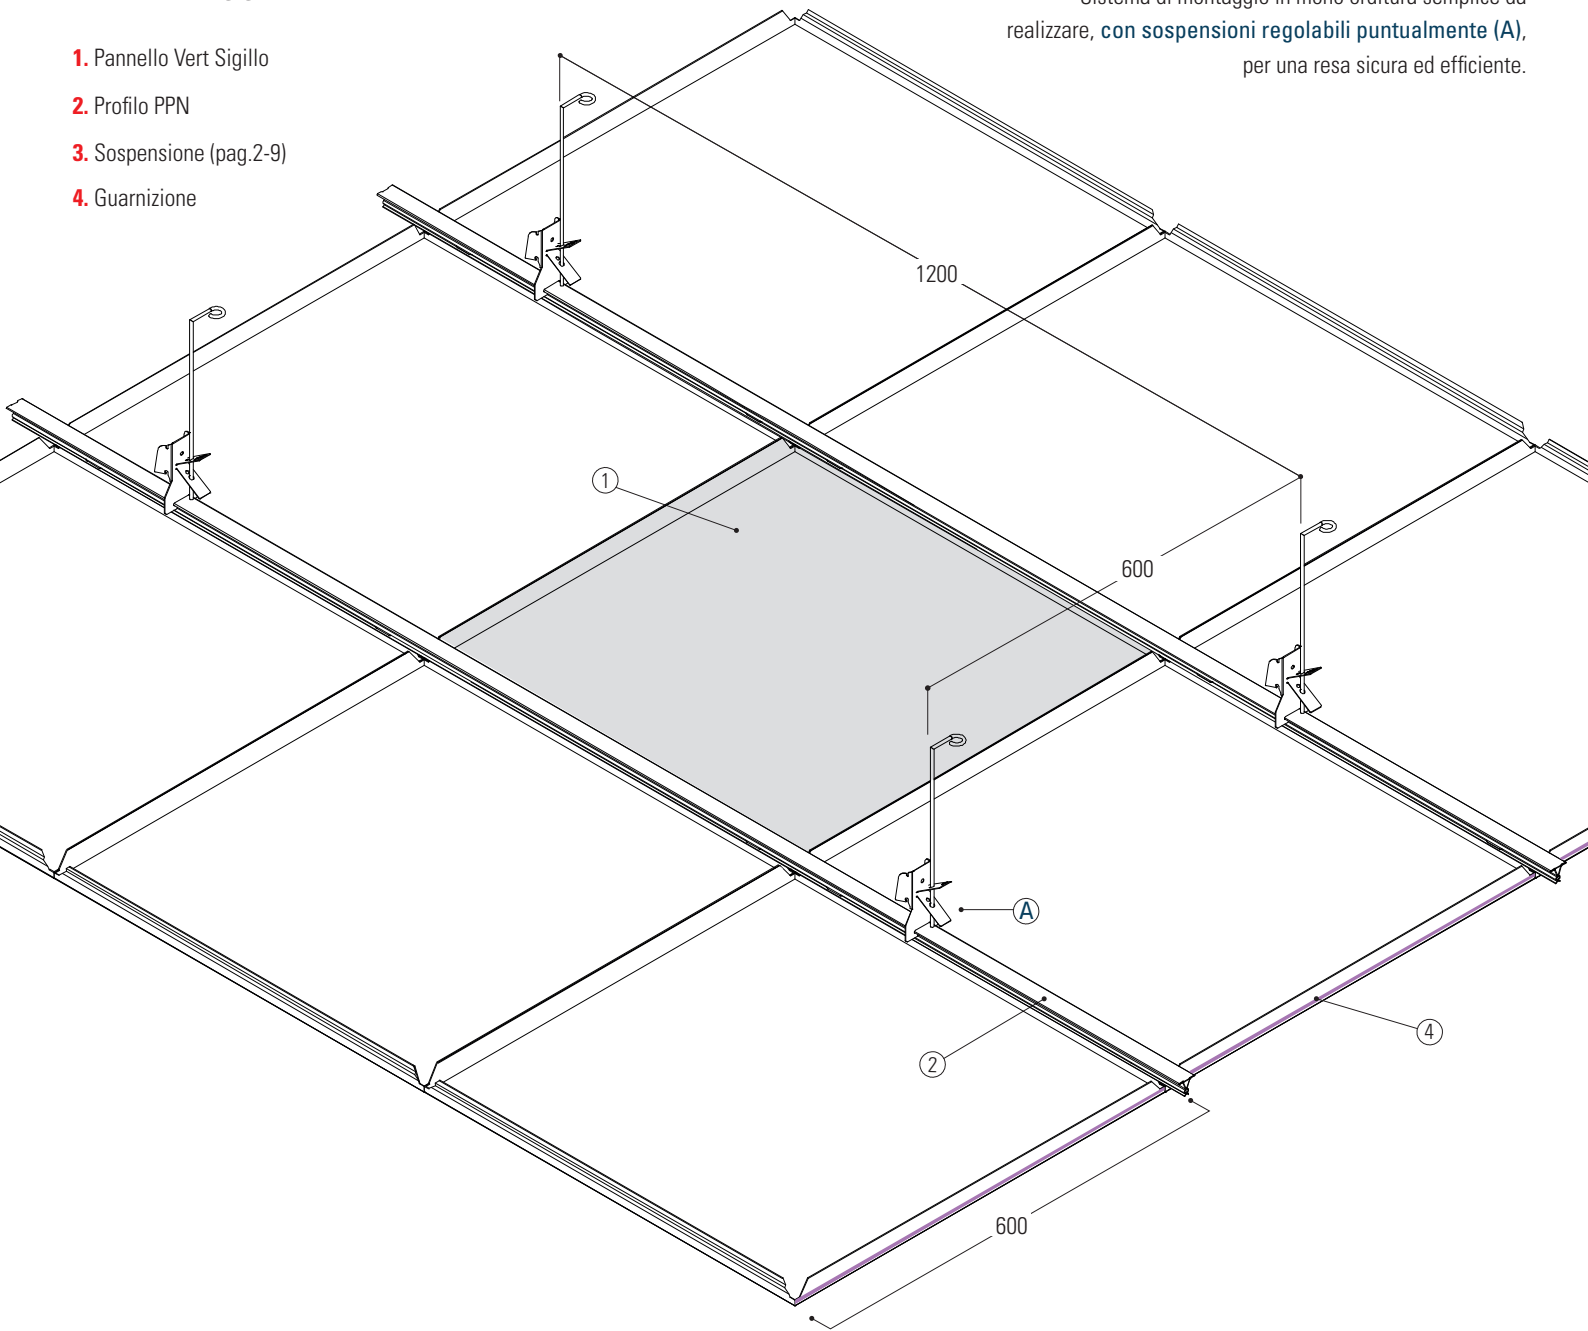 1. Pannello Vert Sigillo
2. Profilo PPN
3. Sospensione (pag.2-9)
4. Guarnizione
realizzare, con sospensioni regolabili puntualmente (A),
per una resa sicura ed efficiente.
1200
1
600
A
2
4
600